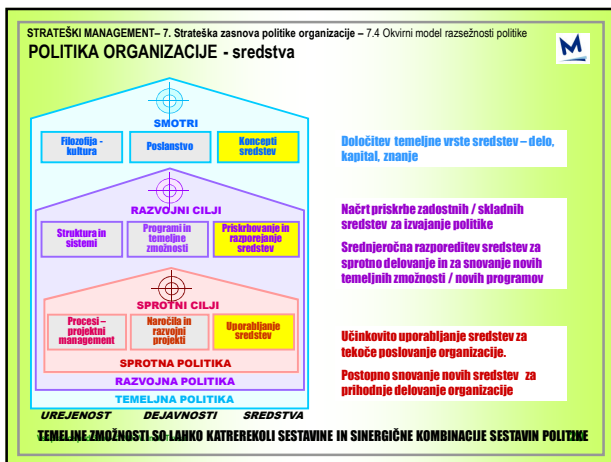 STRATEŠKI MANAGEMENT– 7. Strateška zasnova politike organizacije – 7.4 Okvirni model razsežnosti politike
POLITIKA ORGANIZACIJE - sredstva
M
SMOTRI
Filozofija -
kultura
Poslanstvo
Koncepti
sredstev
Določitev temeljne vrste sredstev – delo,
kapital, znanje
RAZVOJNI CILJI
Struktura in
sistemi
Programi in
temeljne
zmožnosti
Priskrbovanje in
razporejanje
sredstev
Načrt priskrbe zadostnih / skladnih
sredstev za izvajanje politike
Srednjeročna razporeditev sredstev za
sprotno delovanje in za snovanje novih
temeljnih zmožnosti / novih programov
SPROTNI CILJI
Procesi –
projektni
management
Naročila in
razvojni
projekti
Uporabljanje
sredstev
Učinkovito uporabljanje sredstev za
tekoče poslovanje organizacije.
Postopno snovanje novih sredstev za
prihodnje delovanje organizacije
SPROTNA POLITIKA
RAZVOJNA POLITIKA
TEMELJNA POLITIKA
UREJENOST DEJAVNOSTI SREDSTVA
TEMELJNE ZMOŽNOSTI SO LAHKO KATREREKOLI SESTAVINE IN SINERGIČNE KOMBINACIJE SESTAVIN POLITIKE